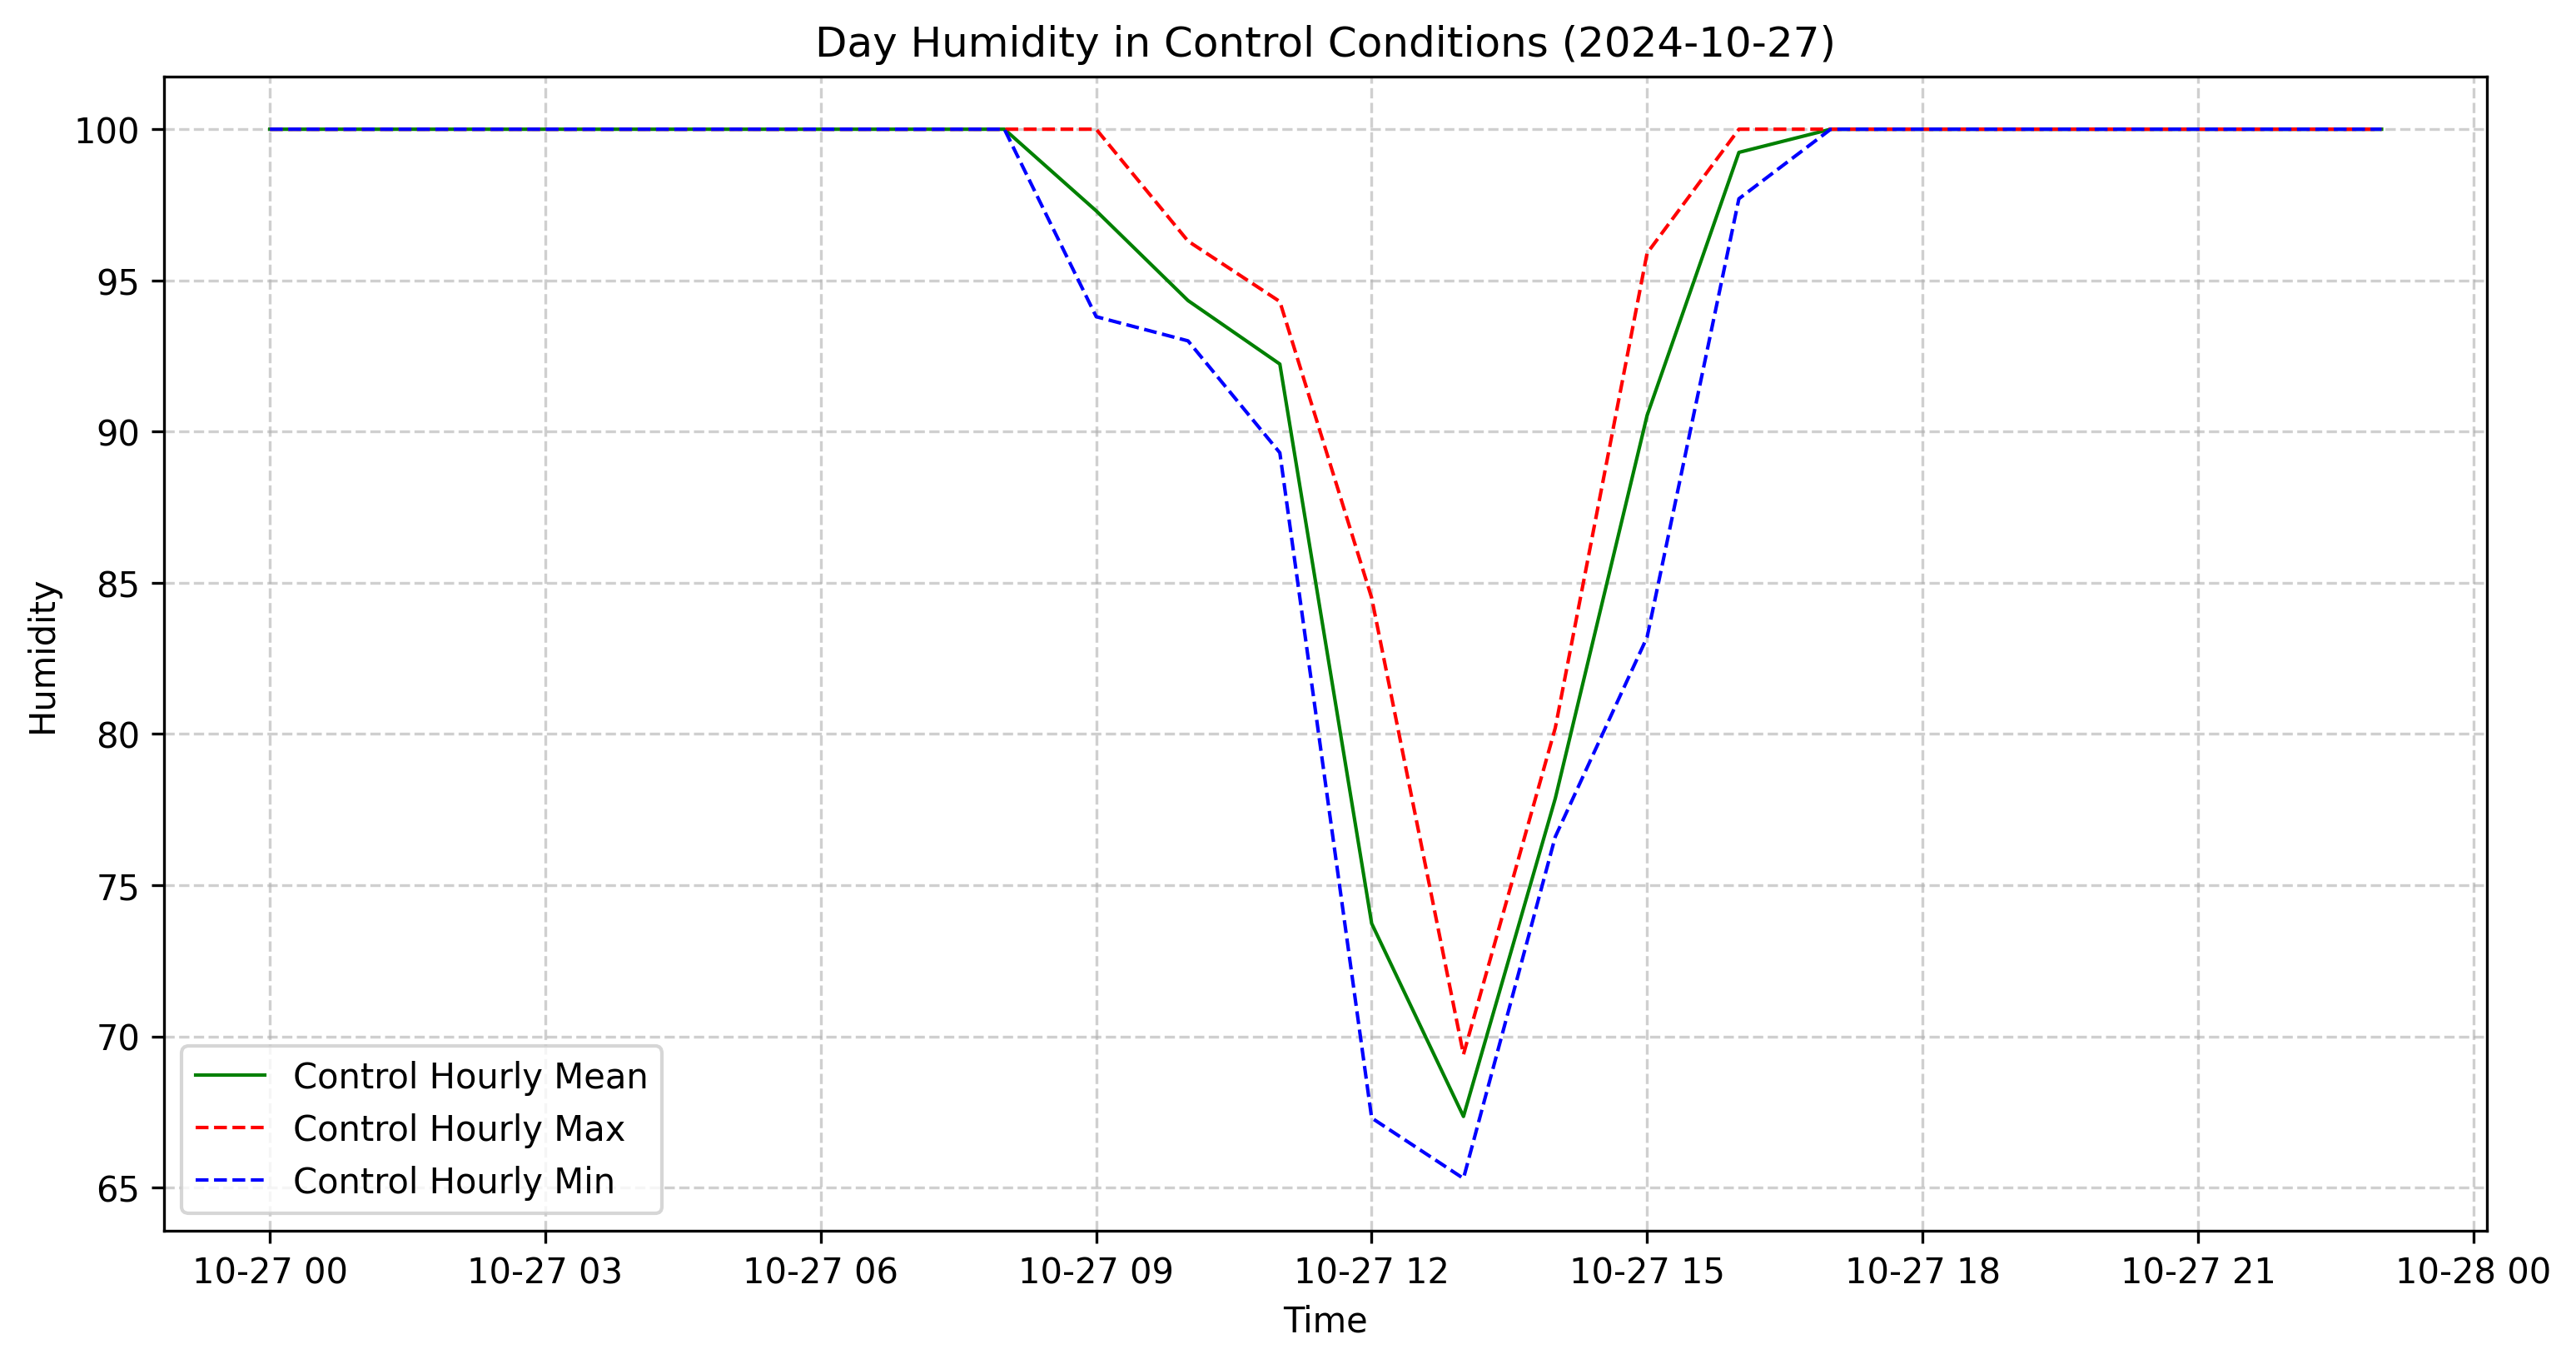 Day Humidity in Control Conditions (2024-10-27)
Humidity
100
95
90
85
80
75
70
65
Control Hourly Mean
Control Hourly Max
Control Hourly Min
10-27 00 10-27 03 10-27 06 10-27 09 10-27 12 10-27 15 10-27 18 10-27 21 10-28 00
Time